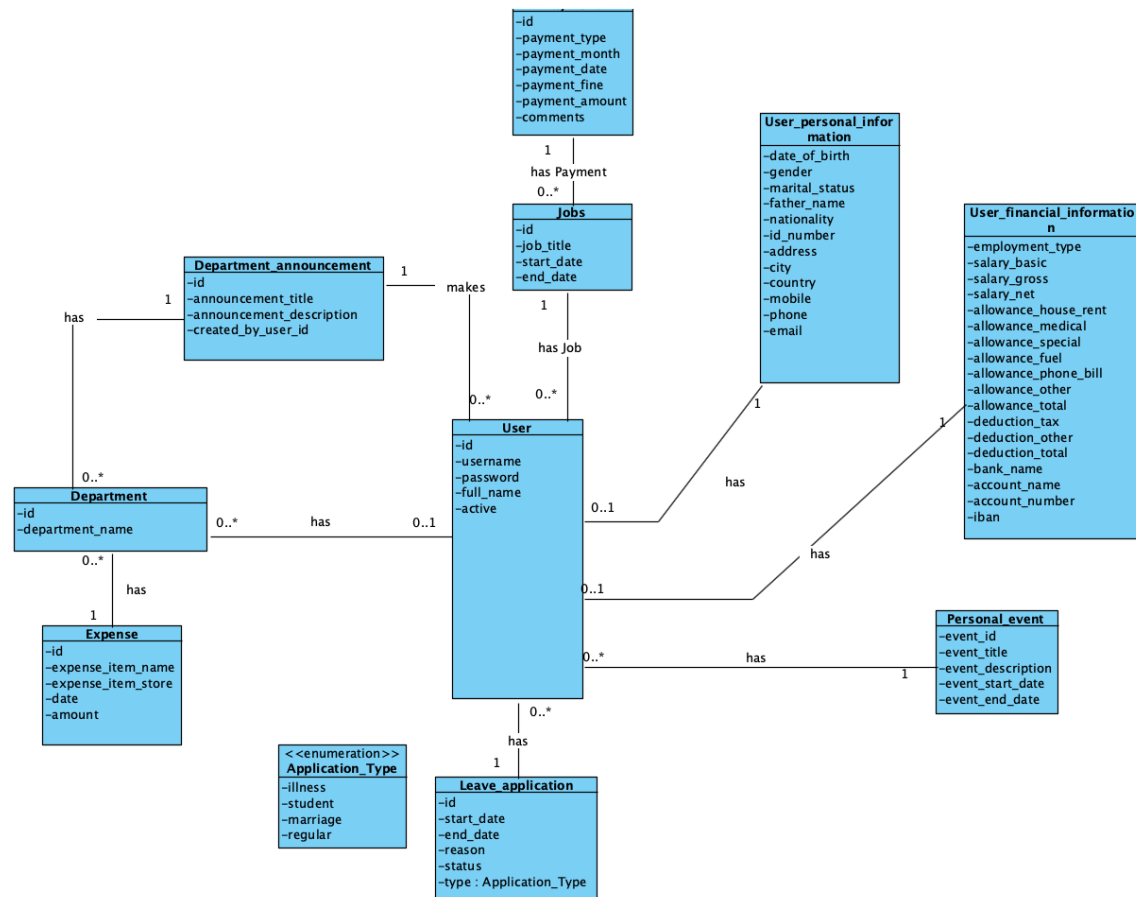 -id
-payment_type
-payment_month
-payment_date
-payment_fine
-payment_amount
-comments
1
has Payment
0..*
Jobs
-id
-job_title
-start_date
-end_date
1
has Job
0..*
User_personal_infor
mation
-date_of_birth
-gender
-marital_status
-father_name
-nationality
-id_number
-address
-city
-country
-mobile
-phone
-email
1
has
0..1
User_financial_informatio
n
-employment_type
-salary_basic
-salary_gross
-salary_net
-allowance_house_rent
-allowance_medical
-allowance_special
-allowance_fuel
-allowance_phone_bill
-allowance_other
-allowance_total
-deduction_tax
-deduction_other
-deduction_total
-bank_name
-account_name
-account_number
-iban
1
has
0..1
Department_announcement
-id
-announcement_title
-announcement_description
-created_by_user_id
1
makes
0..*
1
has
0..*
User
-id
-username
-password
-full_name
-active
Department
-id
-department_name
0..*
has
0..1
0..*
has
1
Expense
-id
-expense_item_name
-expense_item_store
-date
-amount
Personal_event
-event_id
-event_title
-event_description
-event_start_date
-event_end_date
0..*
has
1
0..*
has
1
<<enumeration>>
Application_Type
-illness
-student
-marriage
-regular
Leave_application
-id
-start_date
-end_date
-reason
-status
-type : Application_Type